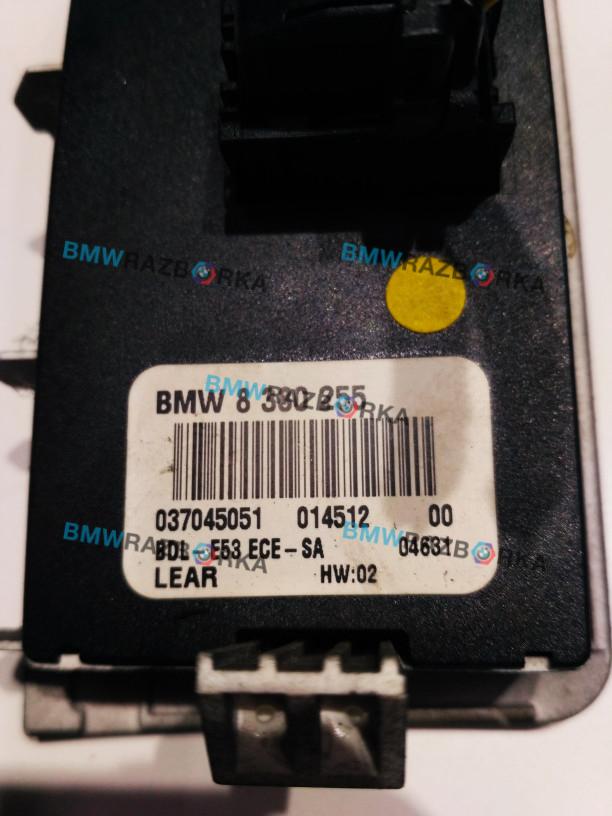 BMWRAZBORKA BMWRAZBORKA
BMWRAZBORKA
BMW 8 380 255
037045051 014512 00
BMWRAZBORKA BMWRAZBORKA
E53 ECE-SA 04631
LEAR HW:02